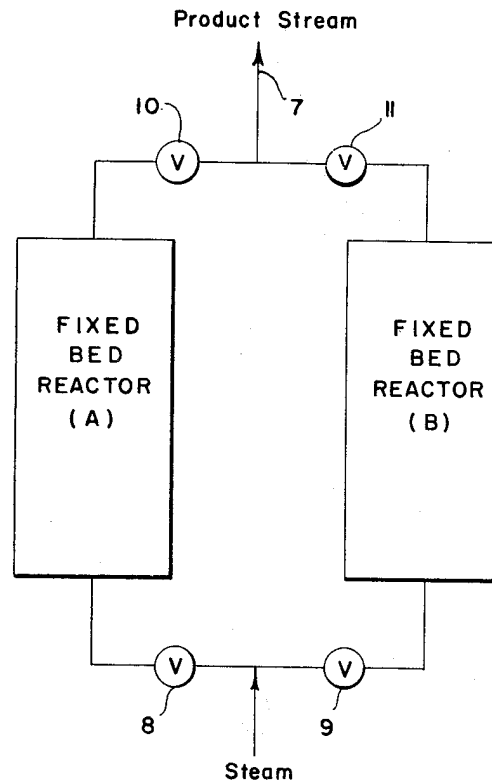 Product Stream
7
10
11
V
V
FIXED
BED
REACTOR
(A)
FIXED
BED
REACTOR
(B)
V
V
8
9
Steam